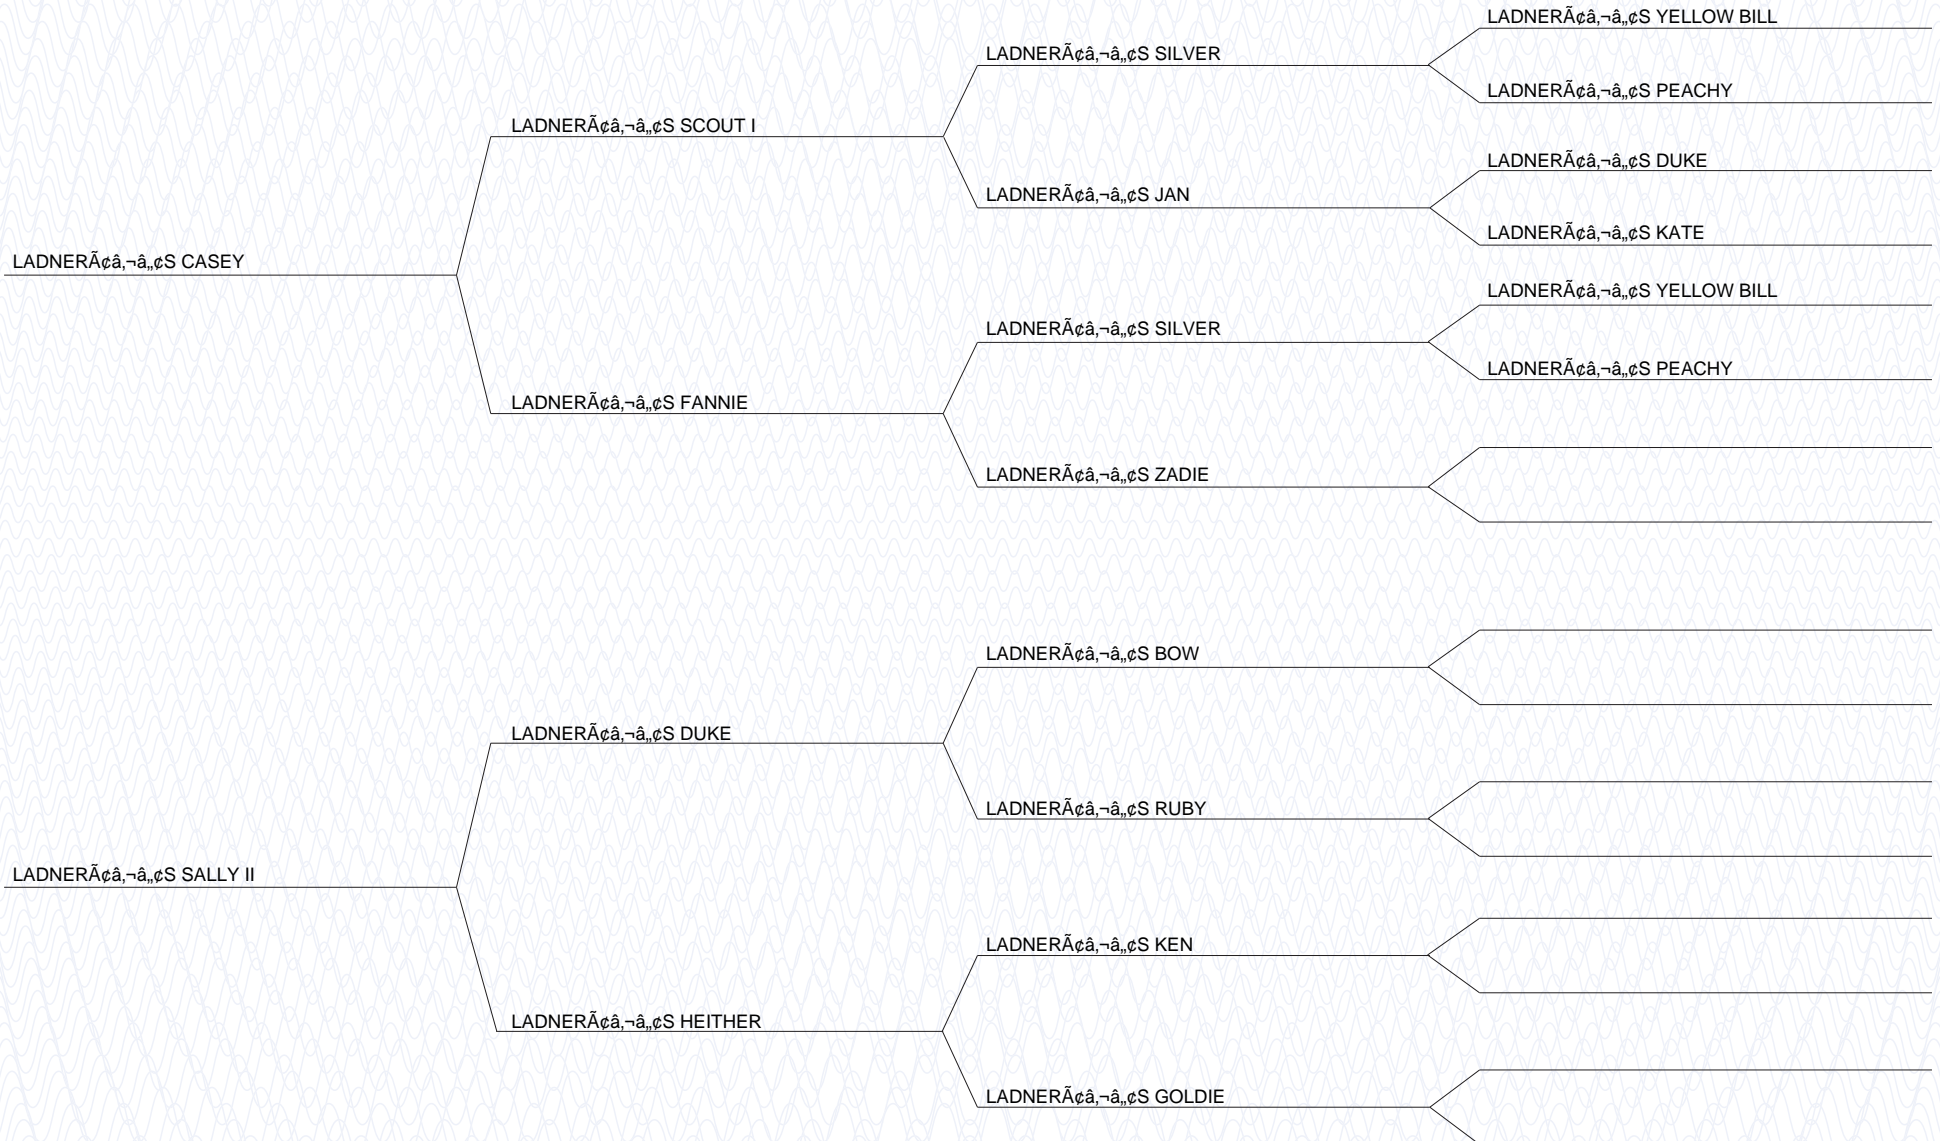 LADNERÃ¢â‚¬â„¢S YELLOW BILL
LADNERÃ¢â‚¬â„¢S SILVER
LADNERÃ¢â‚¬â„¢S PEACHY
LADNERÃ¢â‚¬â„¢S SCOUT I
LADNERÃ¢â‚¬â„¢S DUKE
LADNERÃ¢â‚¬â„¢S JAN
LADNERÃ¢â‚¬â„¢S KATE
LADNERÃ¢â‚¬â„¢S CASEY
LADNERÃ¢â‚¬â„¢S YELLOW BILL
LADNERÃ¢â‚¬â„¢S SILVER
LADNERÃ¢â‚¬â„¢S PEACHY
LADNERÃ¢â‚¬â„¢S FANNIE
LADNERÃ¢â‚¬â„¢S ZADIE
LADNERÃ¢â‚¬â„¢S BOW
LADNERÃ¢â‚¬â„¢S DUKE
LADNERÃ¢â‚¬â„¢S RUBY
LADNERÃ¢â‚¬â„¢S SALLY II
LADNERÃ¢â‚¬â„¢S KEN
LADNERÃ¢â‚¬â„¢S HEITHER
LADNERÃ¢â‚¬â„¢S GOLDIE